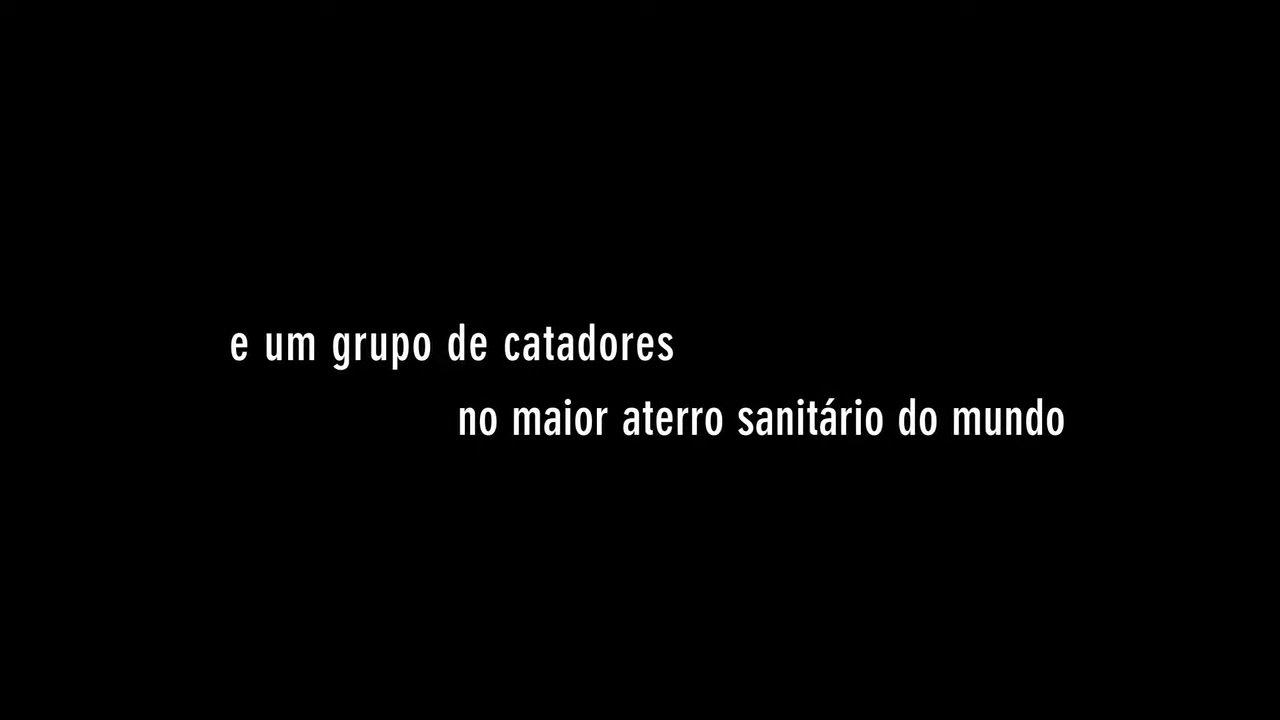 e um grupo de catadores
no maior aterro sanitário do mundo